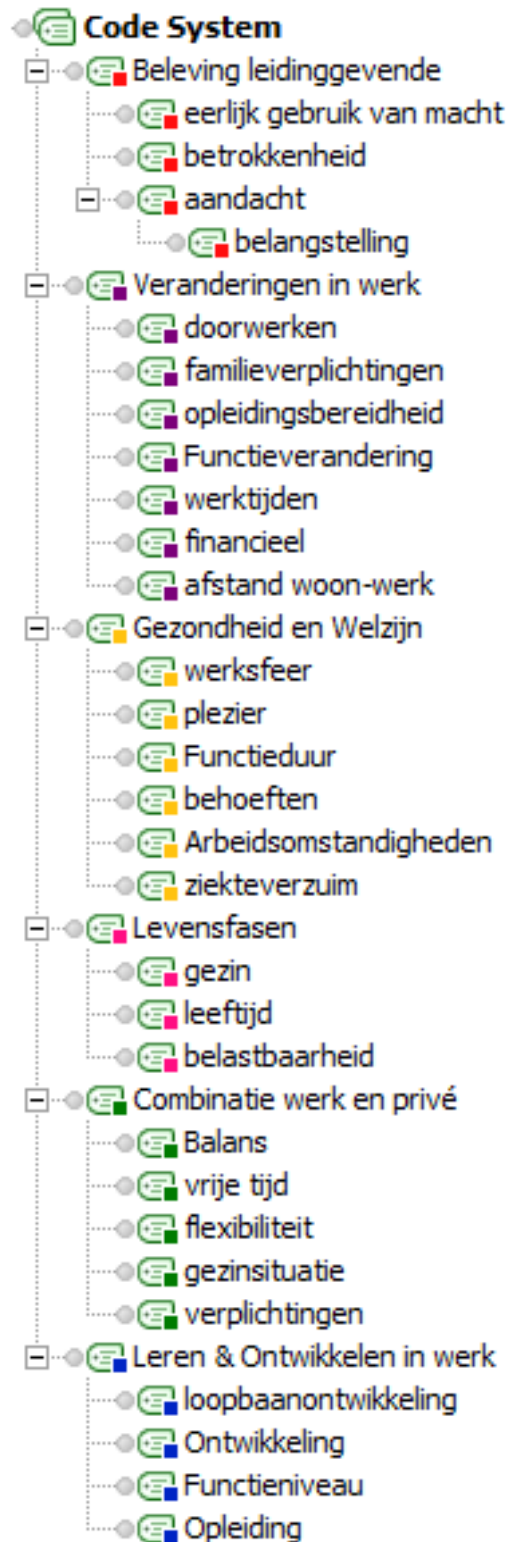 Code System
Beleving leidinggevende
eerlijk gebruik van macht
betrokkenheid
aandacht
belangstelling
Veranderingen in werk
doorwerken
familieverplichtingen
opleidingsbereidheid
Functieverandering
werktijden
financieel
afstand woon-werk
Gezondheid en Welzijn
werksfeer
plezier
Functieduur
behoeften
Arbeidsomstandigheden
ziekteverzuim
Levensfasen
gezin
leeftijd
belastbaarheid
Combinatie werk en privé
Balans
vrije tijd
flexibiliteit
gezinsituatie
verplichtingen
Leren & Ontwikkelen in werk
loopbaanontwikkeling
Ontwikkeling
Functieniveau
Opleiding